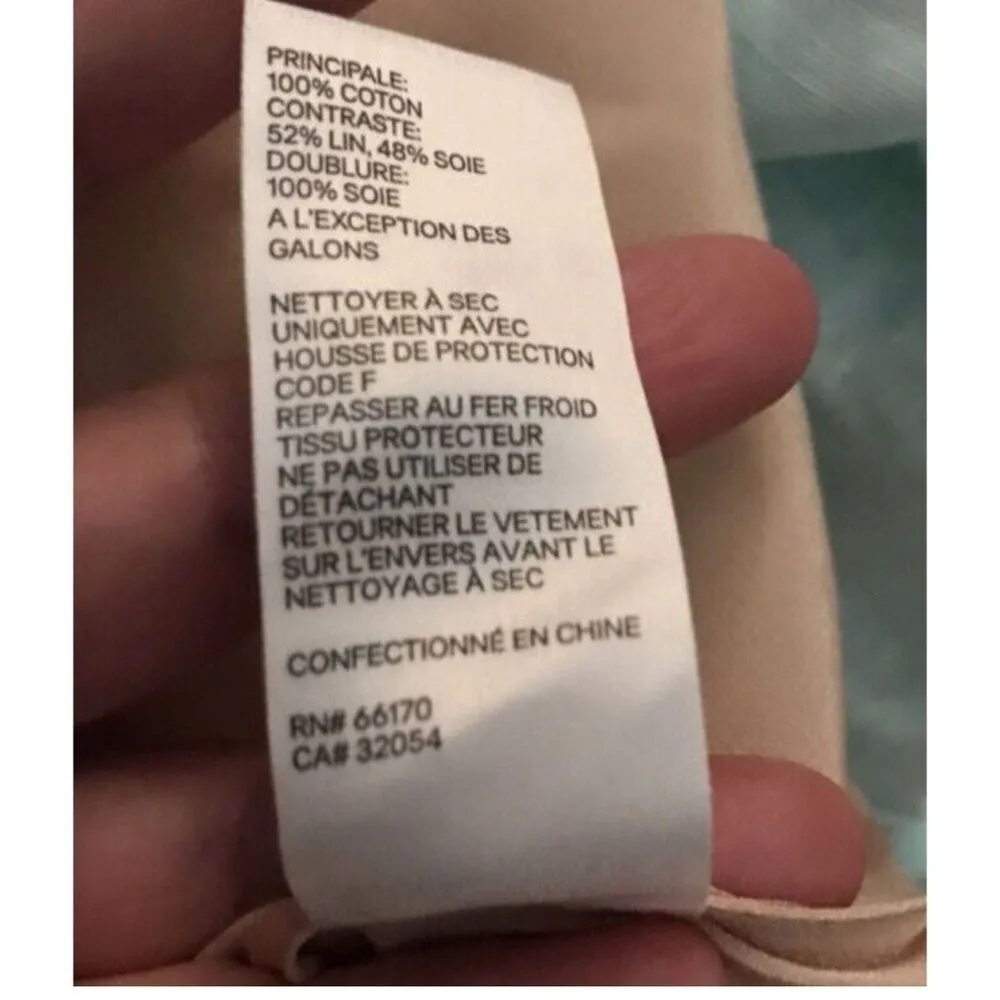 PRINCIPALE:
100% COTON
CONTRASTE:
52% LIN, 48% SOIE
DOUBLURE:
100% SOIE
A L'EXCEPTION DES
GALONS
NETTOYER À SEC
UNIQUEMENT AVEC
HOUSSE DE PROTECTION
CODE F
REPASSER AU FER FROID
TISSU PROTECTEUR
NE PAS UTILISER DE
DÉTACHANT
RETOURNER LE VETEMENT
SUR L'ENVERS AVANT LE
NETTOYAGE À SEC
CONFECTIONNÉ EN CHINE
RN# 66170
CA# 32054